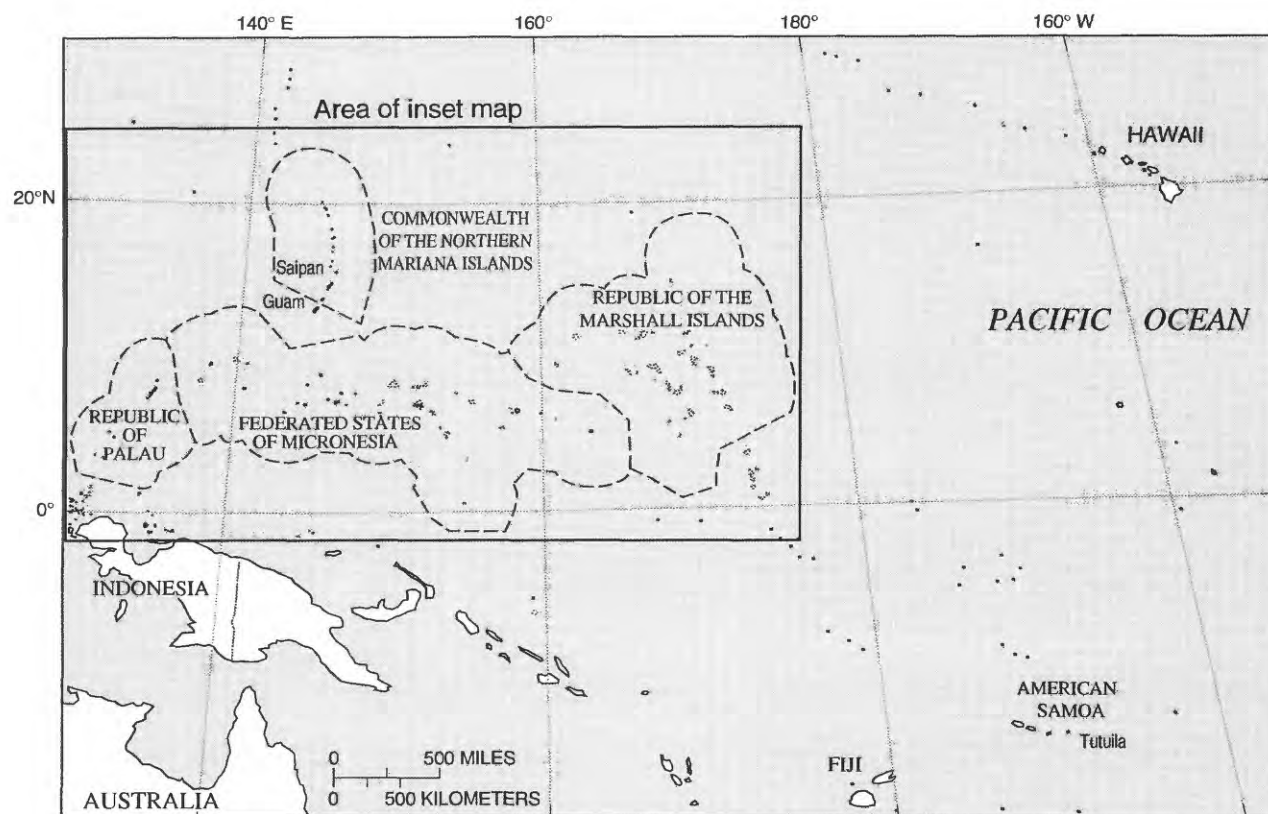 140° E
160°
180°
160° W
Area of inset map
HAWAII
20°N
COMMONWEALTH
OF THE NORTHERN
MARIANA ISLANDS
Saipan
Guam
REPUBLIC OF THE
MARSHALL ISLANDS
PACIFIC OCEAN
REPUBLIC
OF
PALAU
FEDERATED STATES
OF MICRONESIA
0°
INDONESIA
AMERICAN
SAMOA
Tutuila
0 500 MILES
FIJI
0 500 KILOMETERS
AUSTRALIA